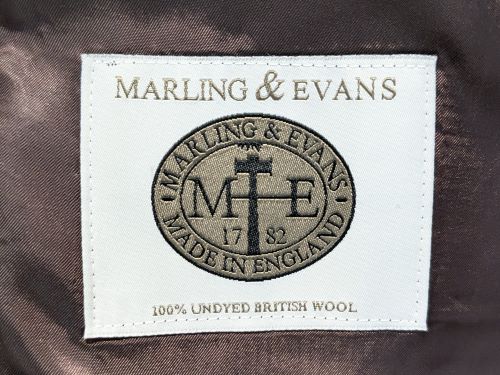 MARLING & EVANS
MARLING & EVANS
M E
17 82
MADE IN ENGLAND
100% UNDYED BRITISH WOOL